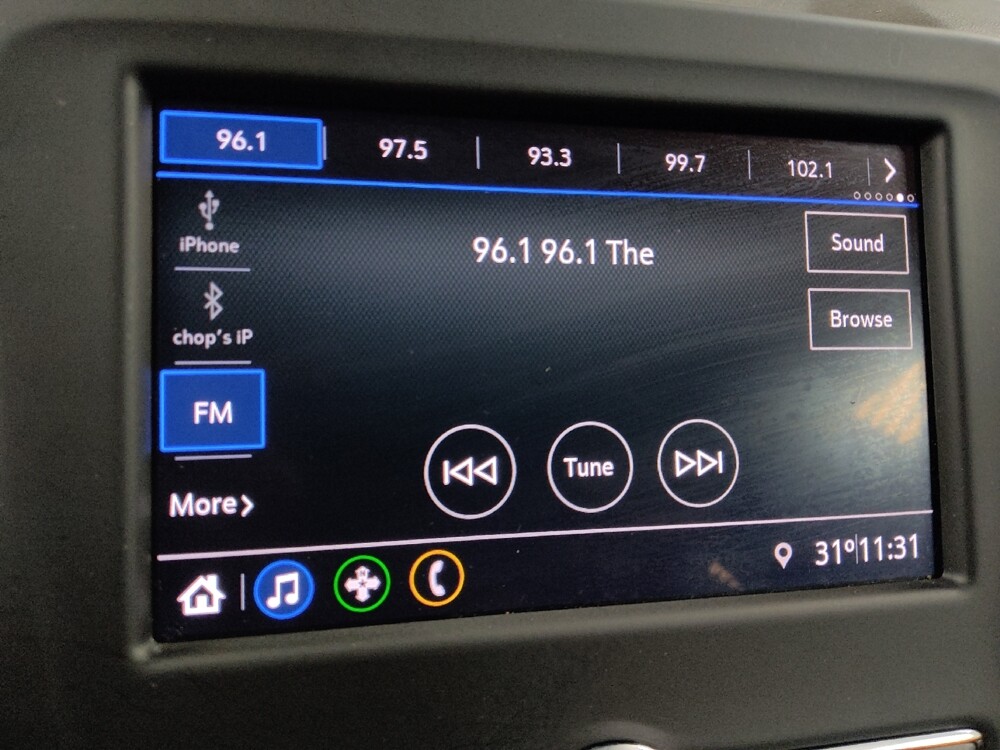 96.1 97.5 93.3 99.7 102.1
iPhone
96.1 96.1 The
Sound
chop's iP
Browse
FM
Tune
More
31º 11:31